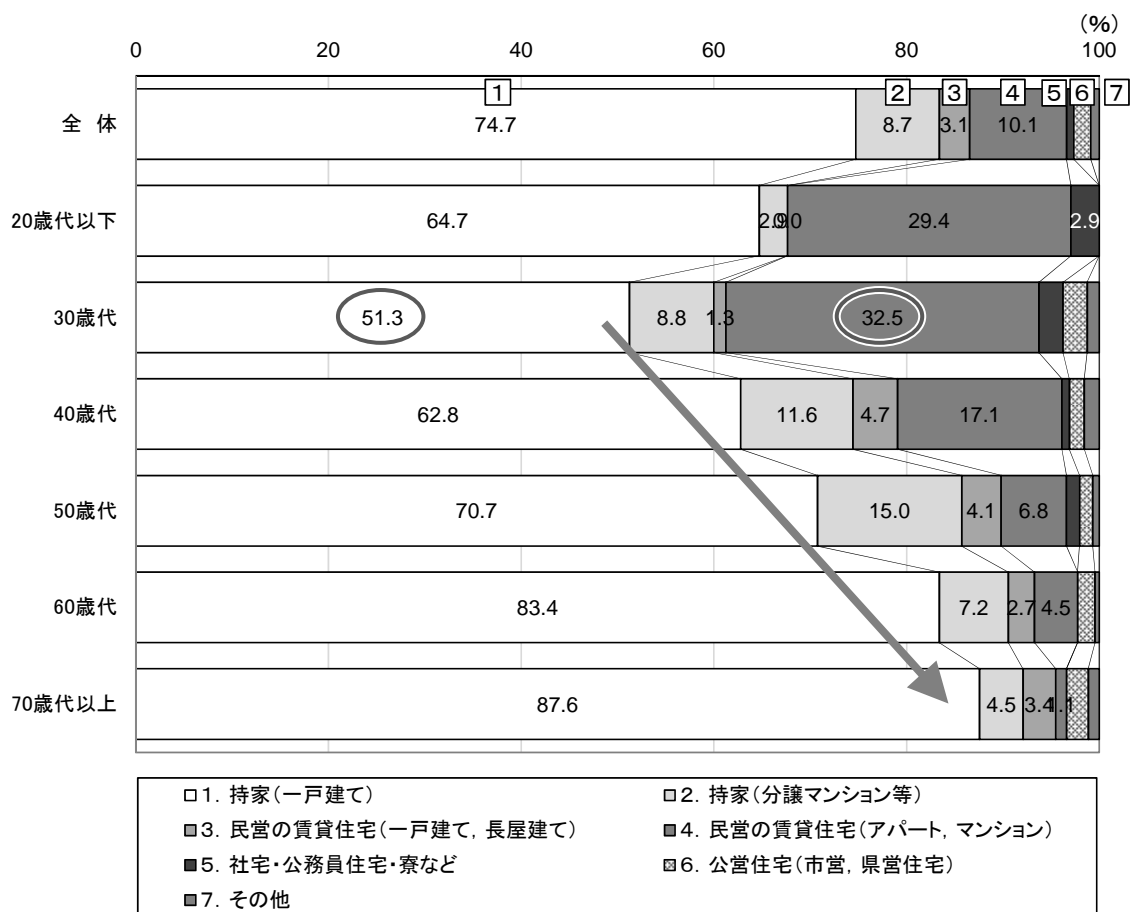 (%)
0 20 40 60 80 100
1 2 3 4 5 6 7
全 体 74.7 8.7 3.1 10.1
20歳代以下 64.7 2.9 0.0 29.4 2.9
30歳代 51.3 8.8 1.3 32.5
40歳代 62.8 11.6 4.7 17.1
50歳代 70.7 15.0 4.1 6.8
60歳代 83.4 7.2 2.7 4.5
70歳代以上 87.6 4.5 3.4 1.1
1. 持家(一戸建て) 2. 持家(分譲マンション等)
3. 民営の賃貸住宅(一戸建て, 長屋建て) 4. 民営の賃貸住宅(アパート, マンション)
5. 社宅・公務員住宅・寮など 6. 公営住宅(市営, 県営住宅)
7. その他